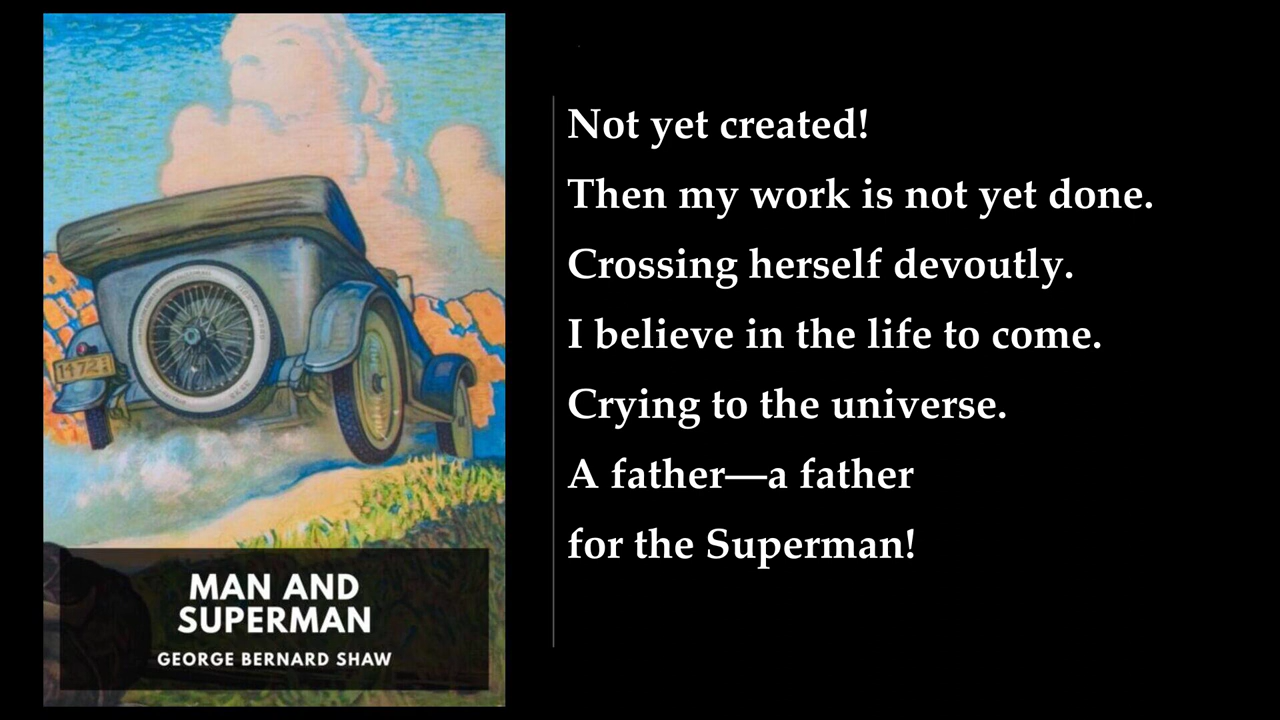 Not yet created!
Then my work is not yet done.
Crossing herself devoutly.
I believe in the life to come.
Crying to the universe.
A father—a father
for the Superman!
1472
MAN AND
SUPERMAN
GEORGE BERNARD SHAW